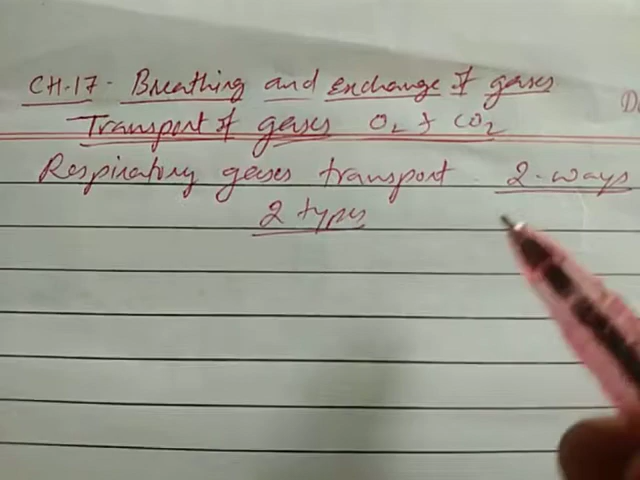 CH.17 - Breathing and exchange of gases
Transport of gases O2 & CO2
Respiratory gases transport - 2-ways
2 types